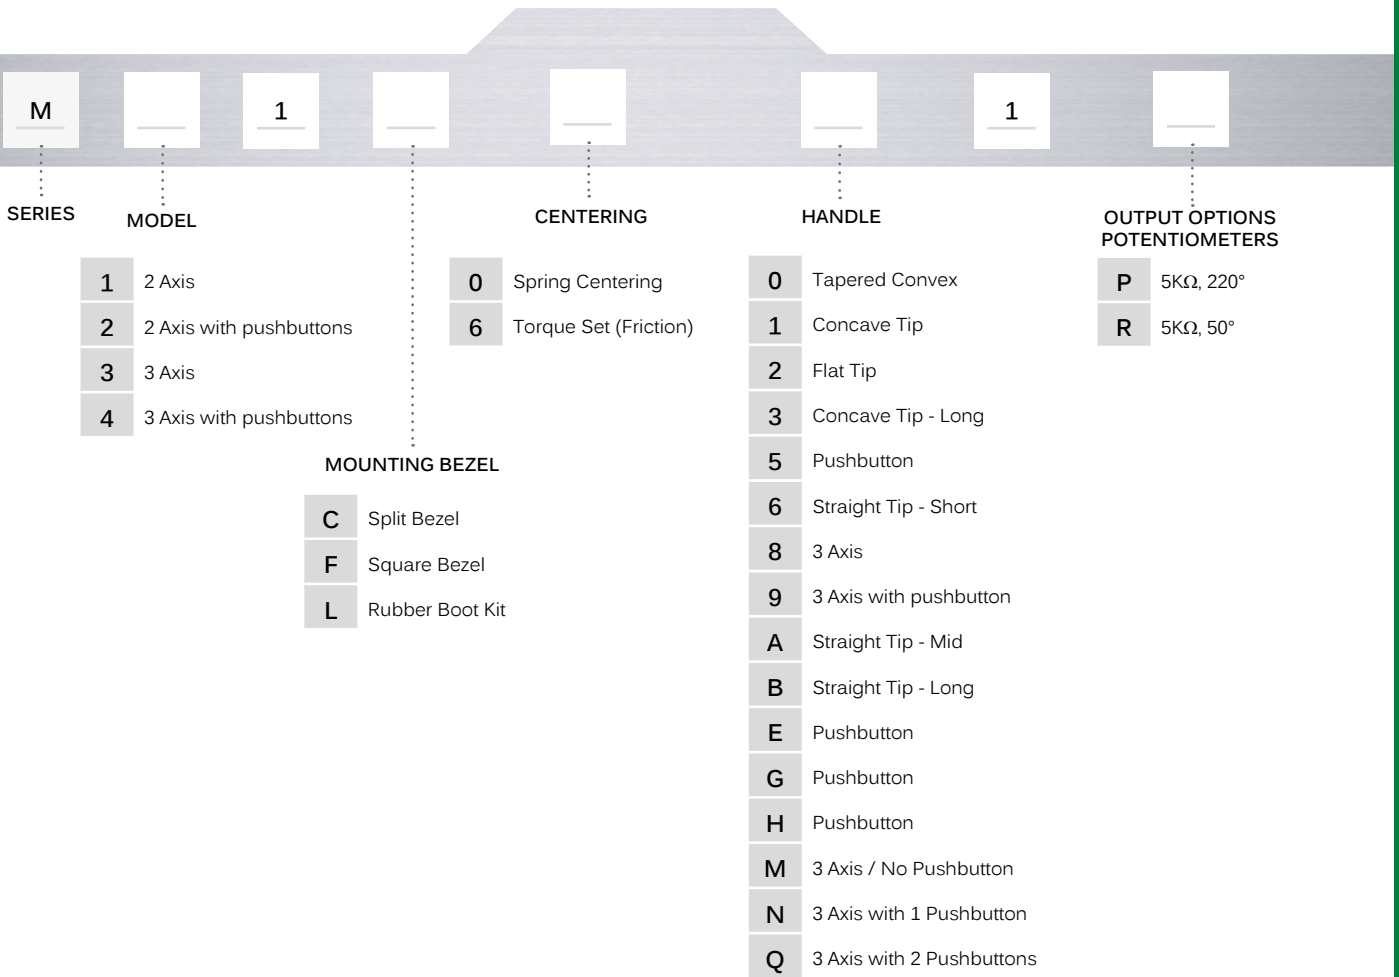 M 1 1
SERIES
MODEL
1 2 Axis
2 2 Axis with pushbuttons
3 3 Axis
4 3 Axis with pushbuttons
MOUNTING BEZEL
C Split Bezel
F Square Bezel
L Rubber Boot Kit
CENTERING
0 Spring Centering
6 Torque Set (Friction)
HANDLE
0 Tapered Convex
1 Concave Tip
2 Flat Tip
3 Concave Tip - Long
5 Pushbutton
6 Straight Tip - Short
8 3 Axis
9 3 Axis with pushbutton
A Straight Tip - Mid
B Straight Tip - Long
E Pushbutton
G Pushbutton
H Pushbutton
M 3 Axis / No Pushbutton
N 3 Axis with 1 Pushbutton
Q 3 Axis with 2 Pushbuttons
OUTPUT OPTIONS
POTENTIOMETERS
P 5KΩ, 220°
R 5KΩ, 50°